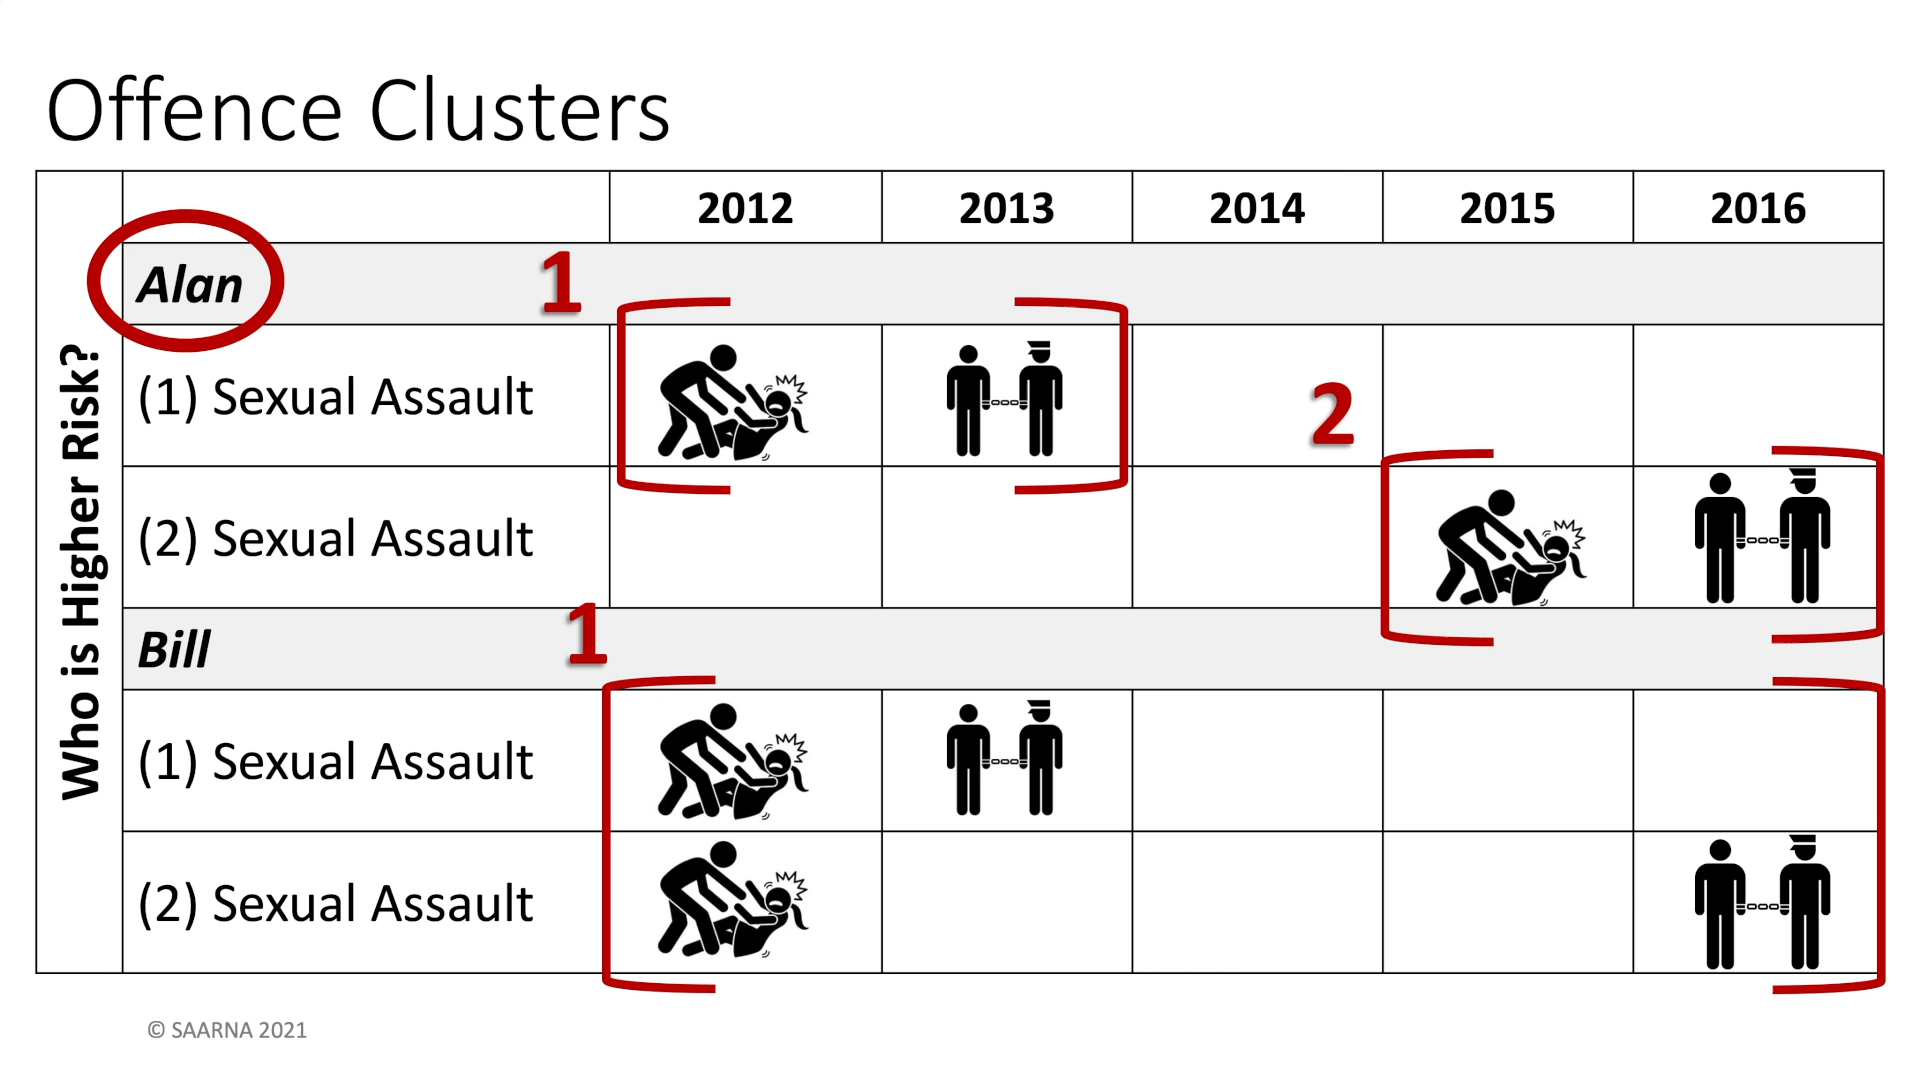 Offence Clusters
Who is Higher Risk?
2012 2013 2014 2015 2016
Alan
1
(1) Sexual Assault
2
(2) Sexual Assault
Bill
1
(1) Sexual Assault
(2) Sexual Assault
© SAARNA 2021